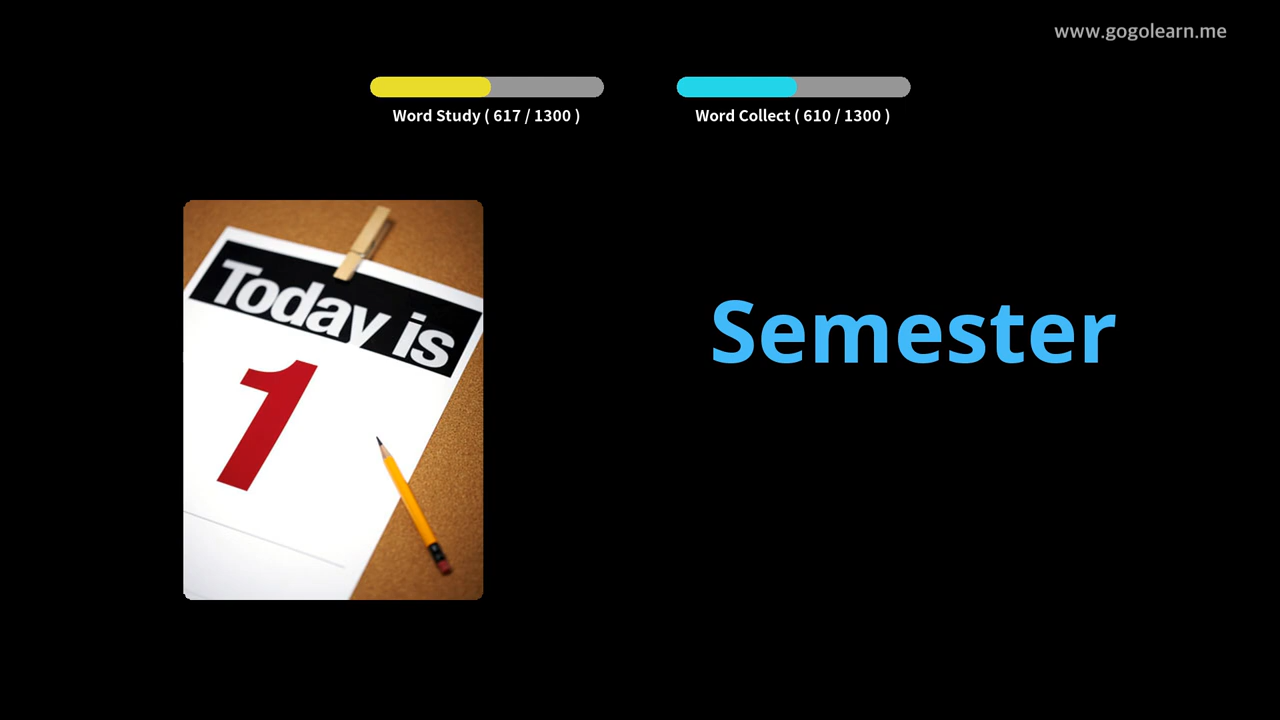 www.gogolearn.me
Word Study ( 617 / 1300 )
Word Collect ( 610 / 1300 )
Today is
1
Semester